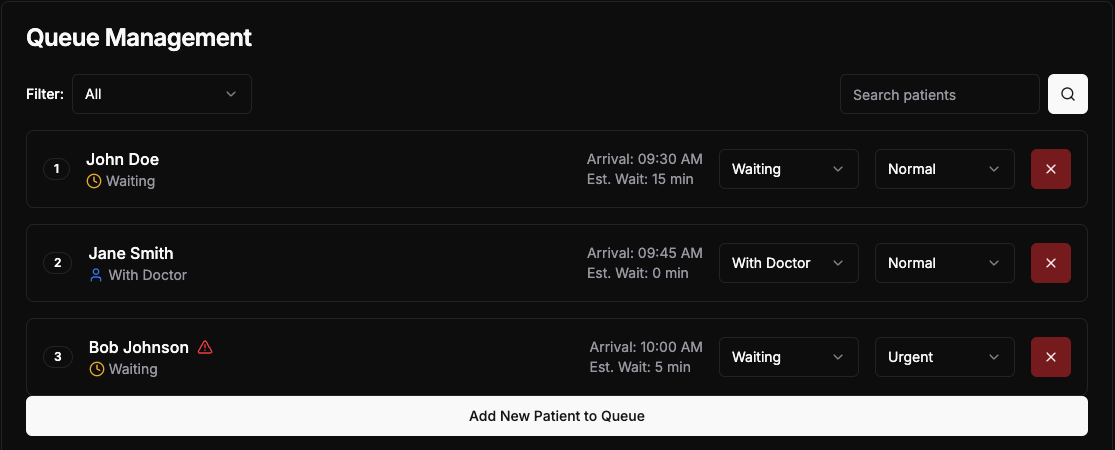 Queue Management
Filter: All Search patients
1 John Doe Arrival: 09:30 AM Waiting Normal
Waiting Est. Wait: 15 min
2 Jane Smith Arrival: 09:45 AM With Doctor Normal
With Doctor Est. Wait: 0 min
3 Bob Johnson Arrival: 10:00 AM Waiting Urgent
Waiting Est. Wait: 5 min
Add New Patient to Queue